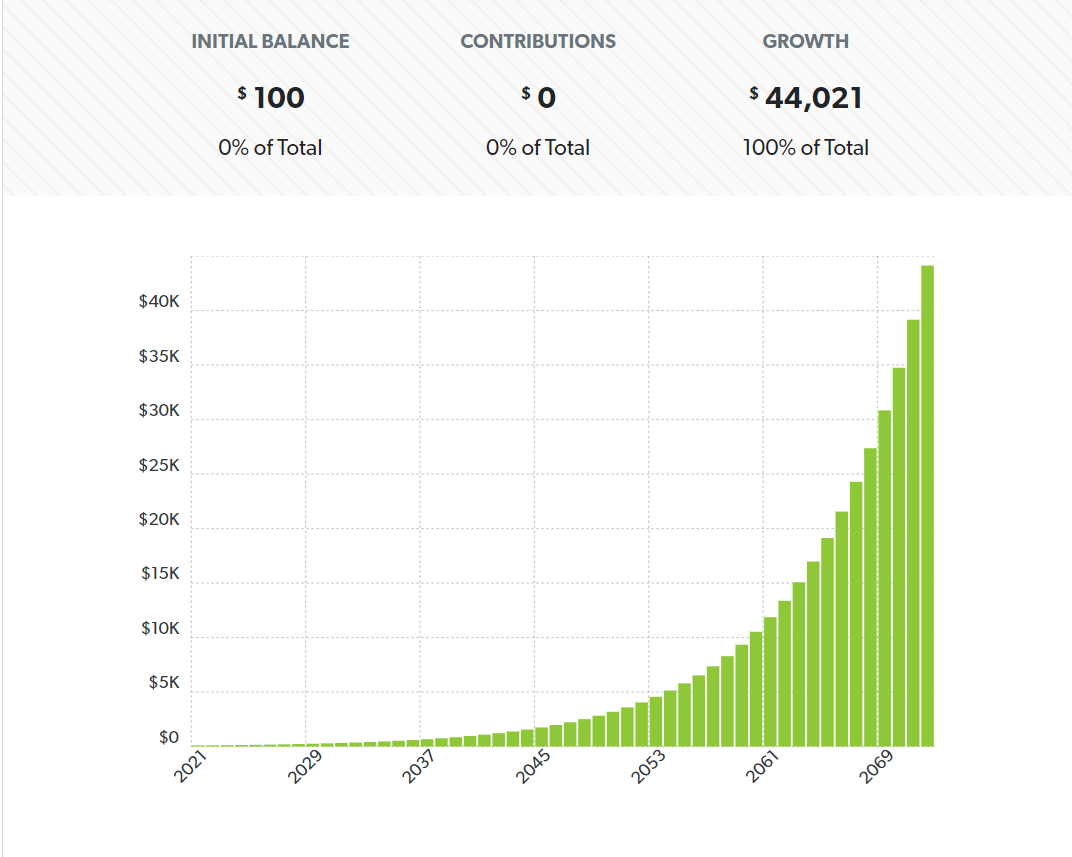 INITIAL BALANCE CONTRIBUTIONS GROWTH
$ 100 $ 0 $ 44,021
0% of Total 0% of Total 100% of Total
$40K
$35K
$30K
$25K
$20K
$15K
$10K
$5K
$0
2021 2029 2037 2045 2053 2061 2069